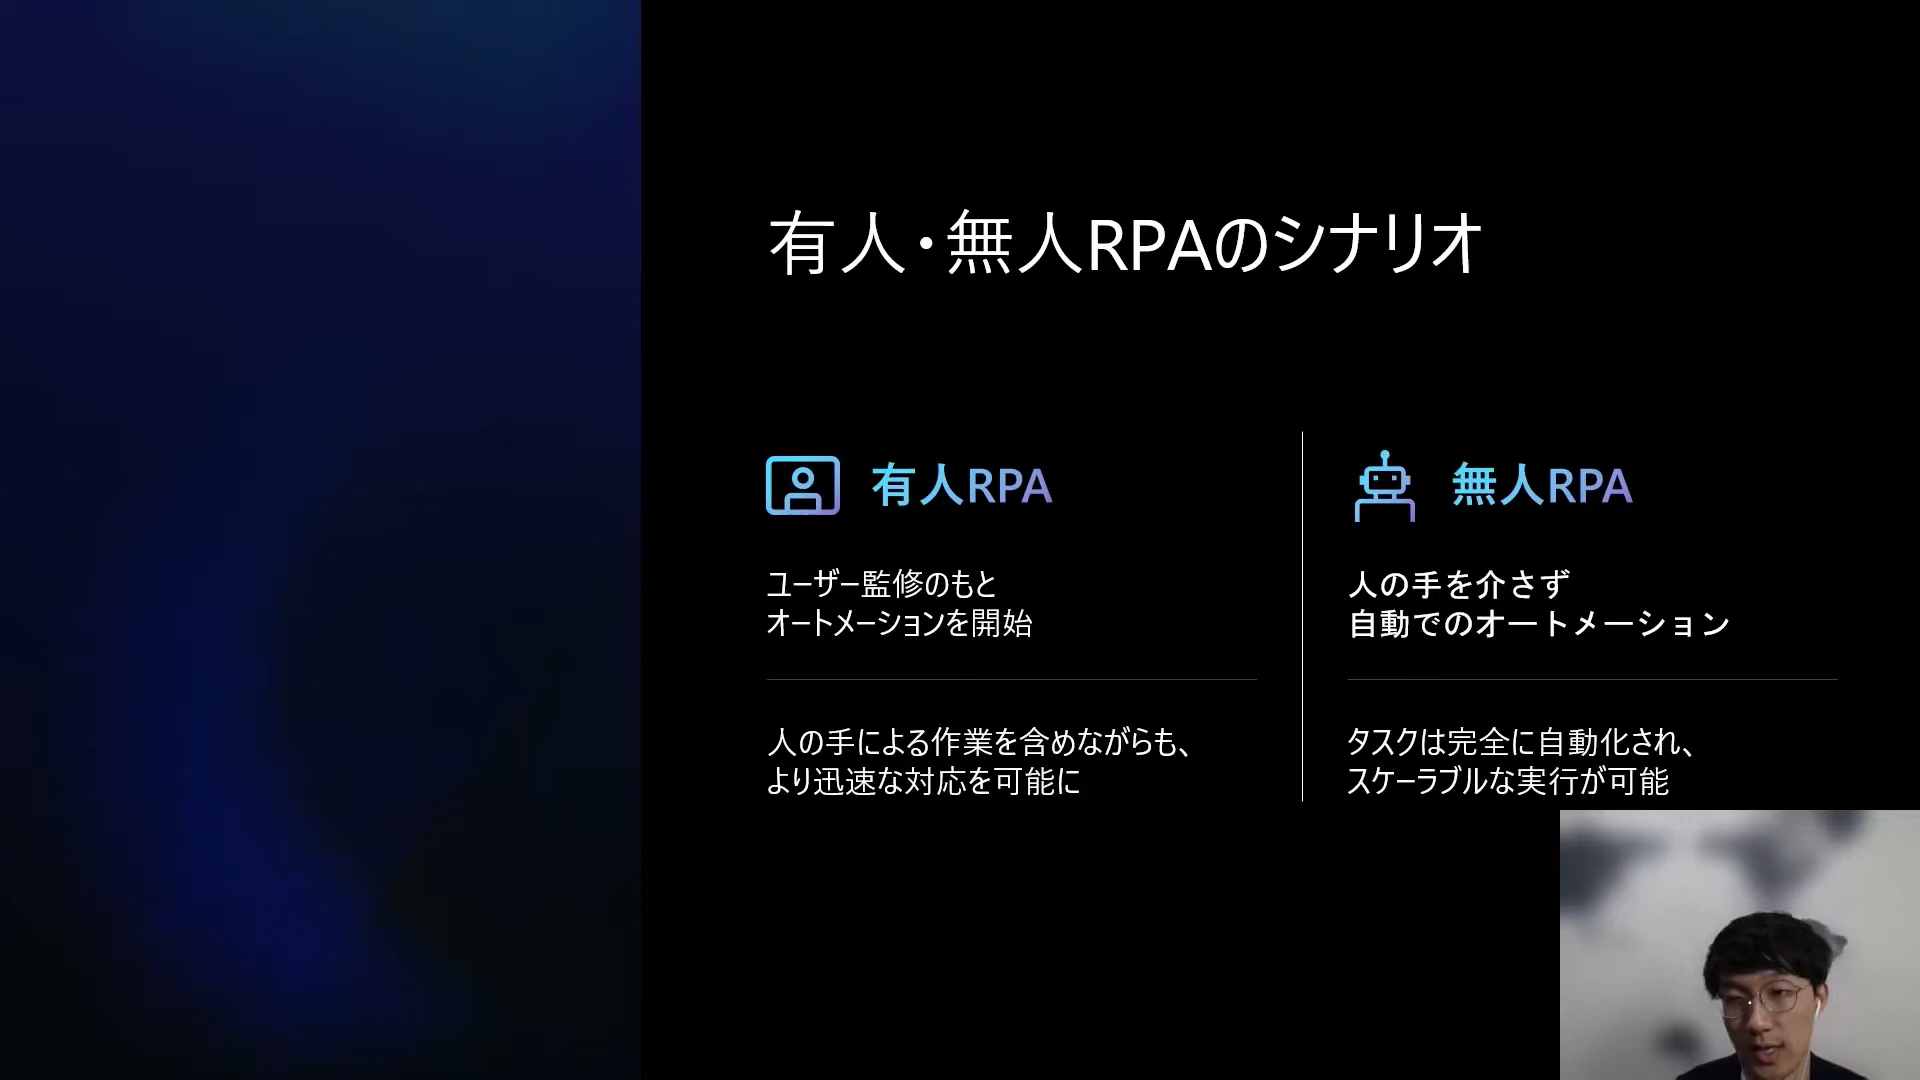 有人・無人RPAのシナリオ
有人RPA
ユーザー監修のもと
オートメーションを開始
人の手による作業を含めながらも、
より迅速な対応を可能に
無人RPA
人の手を介さず
自動でのオートメーション
タスクは完全に自動化され、
スケーラブルな実行が可能